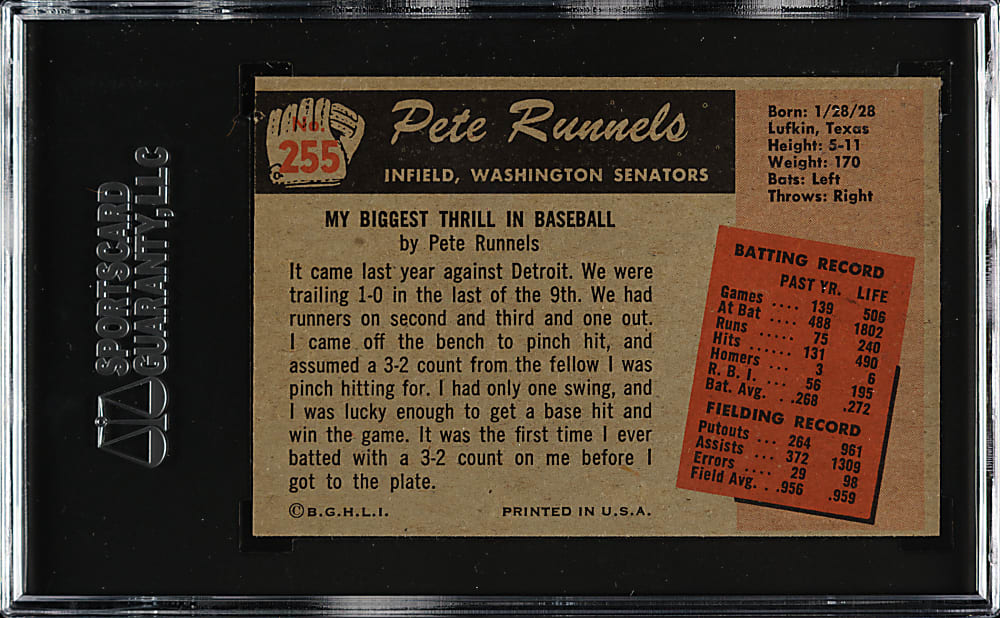 SPORTSCARD
GUARANTY, LLC
No.
255
Pete Runnels
INFIELD, WASHINGTON SENATORS
Born: 1/28/28
Lufkin, Texas
Height: 5-11
Weight: 170
Bats: Left
Throws: Right
MY BIGGEST THRILL IN BASEBALL
by Pete Runnels
It came last year against Detroit. We were
trailing 1-0 in the last of the 9th. We had
runners on second and third and one out.
I came off the bench to pinch hit, and
assumed a 3-2 count from the fellow I was
pinch hitting for. I had only one swing, and
I was lucky enough to get a base hit and
win the game. It was the first time I ever
batted with a 3-2 count on me before I
got to the plate.
©B.G.H.L.I. PRINTED IN U.S.A.
BATTING RECORD
PAST YR. LIFE
Games .... 139 506
At Bat .... 488 1802
Runs ..... 75 240
Hits ...... 131 490
Homers ... 3 6
R. B. I. .... 56 195
Bat. Avg. . .268 .272
FIELDING RECORD
Putouts ... 264 961
Assists ... 372 1309
Errors .... 29 98
Field Avg. . .956 .959